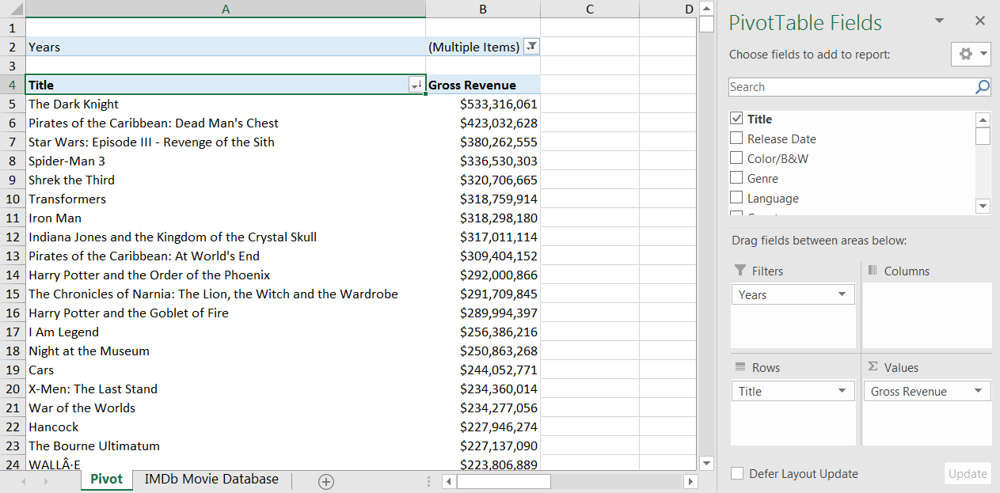 A B C D
1
2 Years (Multiple Items)
3
4 Title Gross Revenue
5 The Dark Knight $533,316,061
6 Pirates of the Caribbean: Dead Man's Chest $423,032,628
7 Star Wars: Episode III - Revenge of the Sith $380,262,555
8 Spider-Man 3 $336,530,303
9 Shrek the Third $320,706,665
10 Transformers $318,759,914
11 Iron Man $318,298,180
12 Indiana Jones and the Kingdom of the Crystal Skull $317,011,114
13 Pirates of the Caribbean: At World's End $309,404,152
14 Harry Potter and the Order of the Phoenix $292,000,866
15 The Chronicles of Narnia: The Lion, the Witch and the Wardrobe $291,709,845
16 Harry Potter and the Goblet of Fire $289,994,397
17 I Am Legend $256,386,216
18 Night at the Museum $250,863,268
19 Cars $244,052,771
20 X-Men: The Last Stand $234,360,014
21 War of the Worlds $234,277,056
22 Hancock $227,946,274
23 The Bourne Ultimatum $227,137,090
24 WALLÂ·E $223,806,889
Pivot IMDb Movie Database
PivotTable Fields
Choose fields to add to report:
Search
Title
Release Date
Color/B&W
Genre
Language
Drag fields between areas below:
Filters Columns
Years
Rows Σ Values
Title Gross Revenue
Defer Layout Update Update